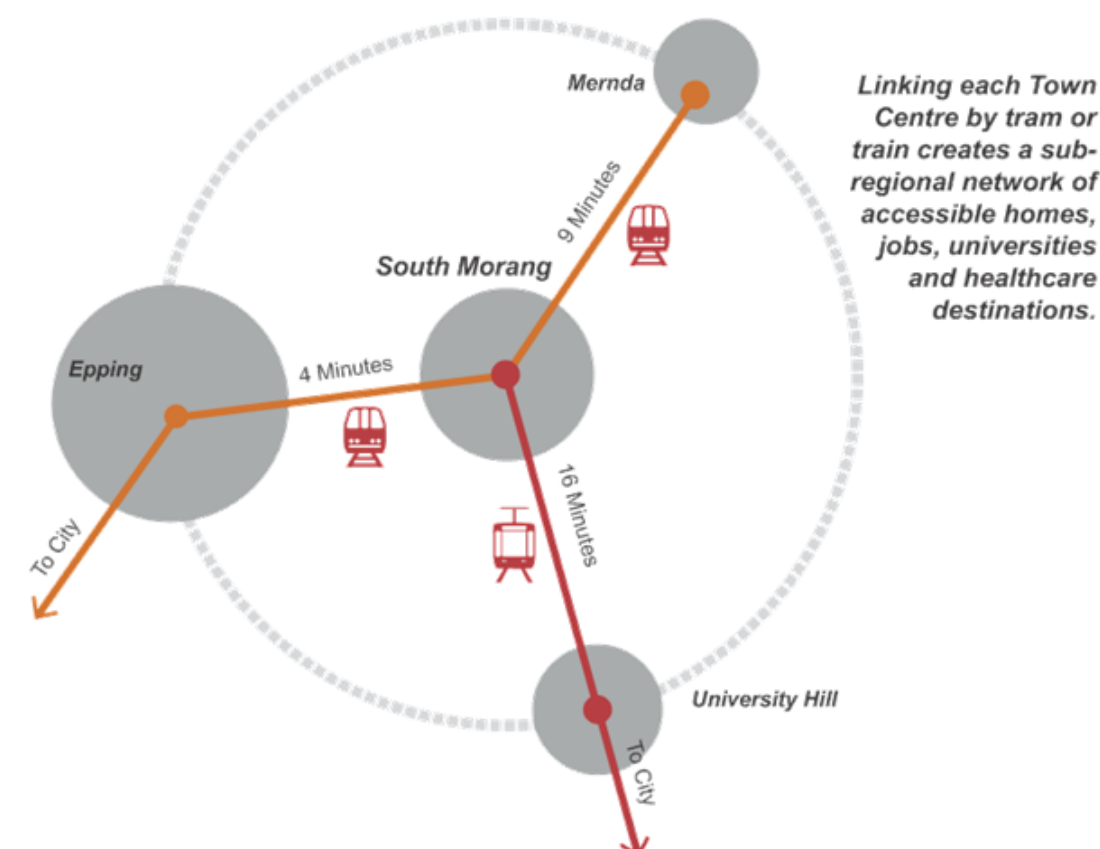 Mernda
Linking each Town
Centre by tram or
train creates a sub-
regional network of
accessible homes,
jobs, universities
and healthcare
destinations.
9 Minutes
South Morang
Epping
4 Minutes
16 Minutes
To City
University Hill
To City